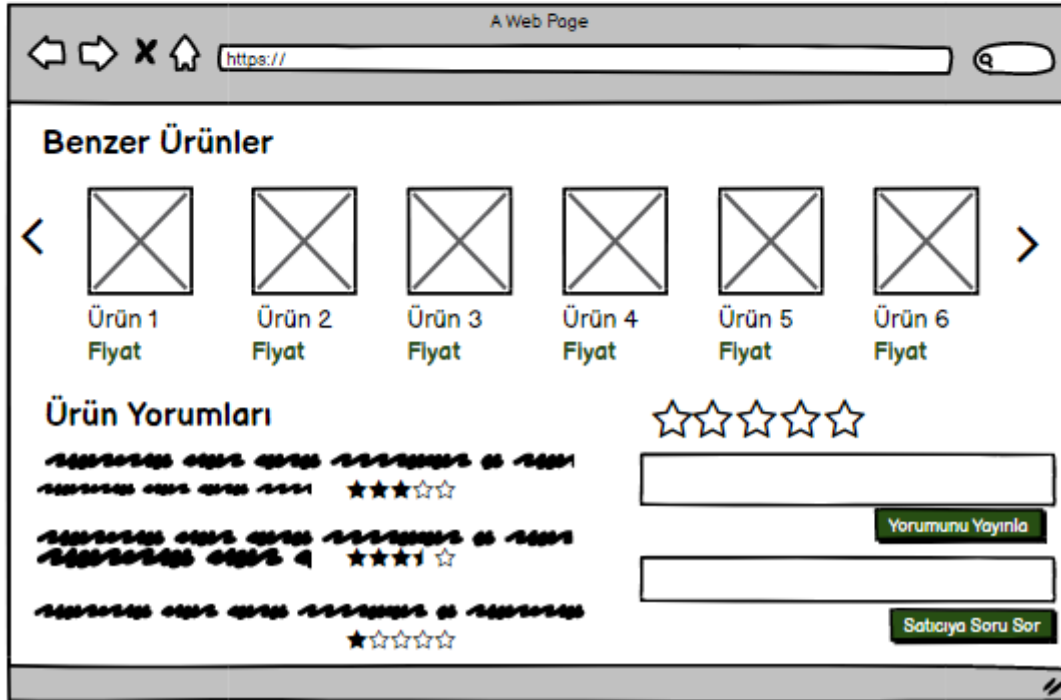 A Web Page
https://
Benzer Ürünler
Ürün 1 Ürün 2 Ürün 3 Ürün 4 Ürün 5 Ürün 6
Fiyat Fiyat Fiyat Fiyat Fiyat Fiyat
Ürün Yorumları
Yorumunu Yayınla
Satıcıya Soru Sor